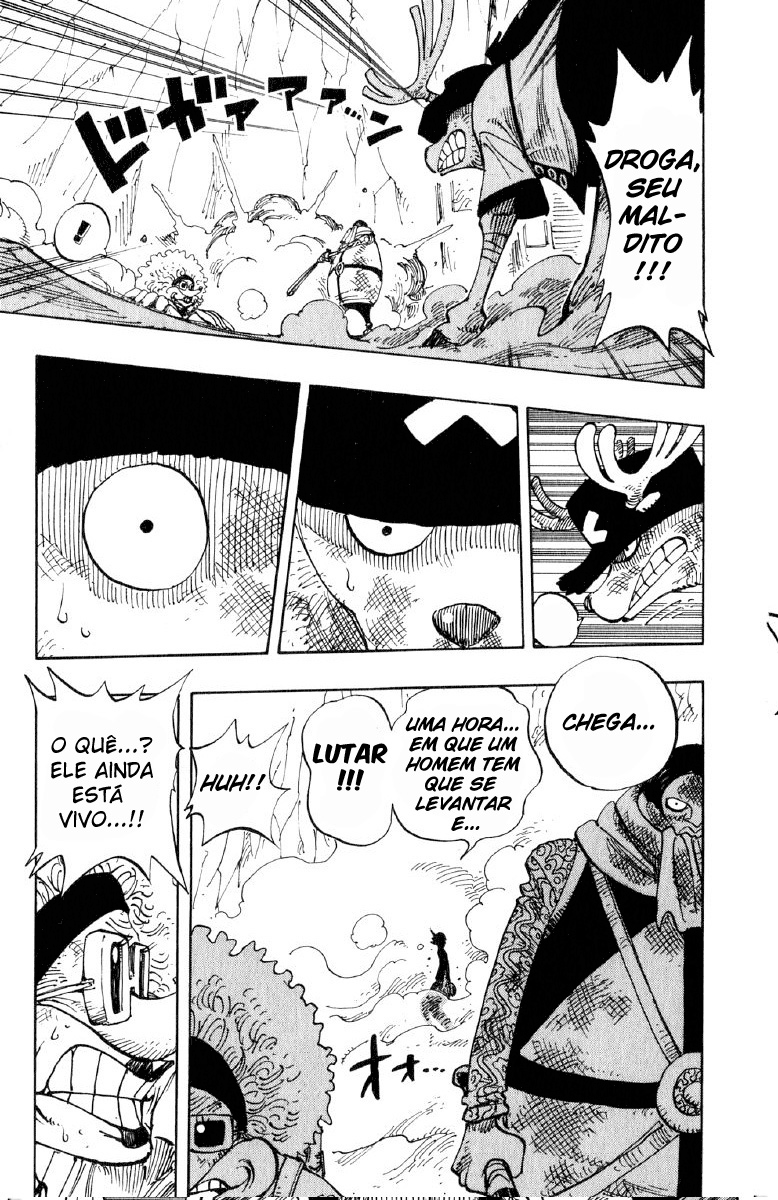 DROGA,
SEU
MAL-
DITO
!!!
ドガァァァ...ン
!
CHEGA...
UMA HORA...
EM QUE UM
HOMEM TEM
QUE SE
LEVANTAR
E...
LUTAR
!!!
HUH!!
オォ...
O QUÊ...?
ELE AINDA
ESTÁ
VIVO...!!